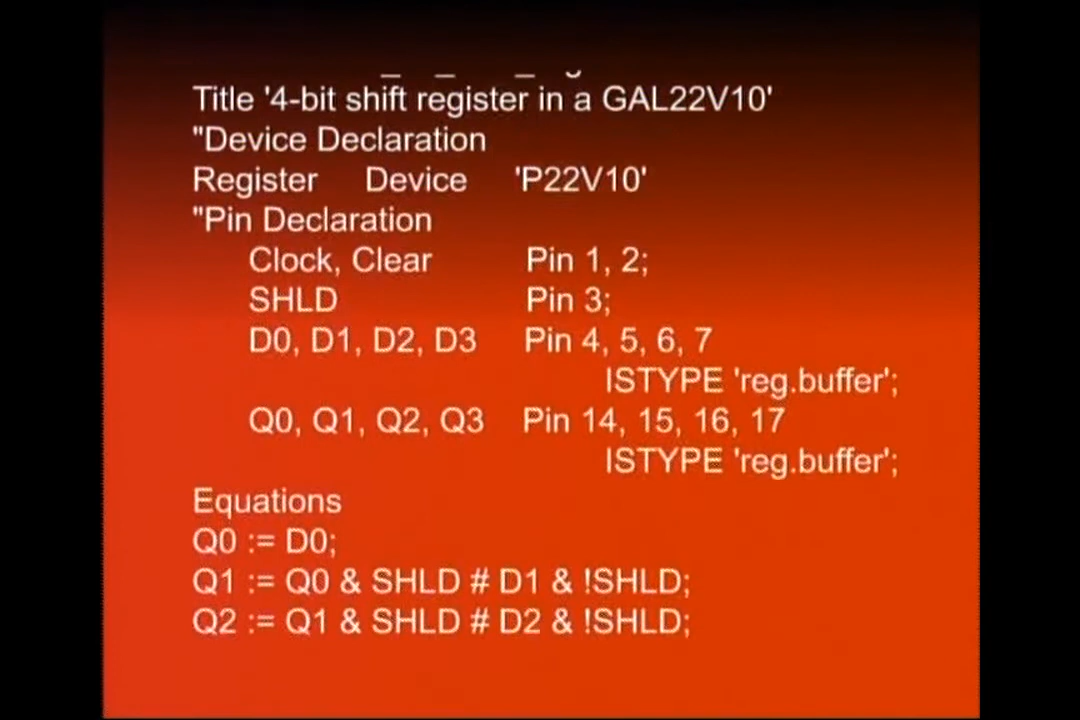 Title '4-bit shift register in a GAL22V10'
"Device Declaration
Register Device 'P22V10'
"Pin Declaration
Clock, Clear Pin 1, 2;
SHLD Pin 3;
D0, D1, D2, D3 Pin 4, 5, 6, 7
ISTYPE 'reg.buffer';
Q0, Q1, Q2, Q3 Pin 14, 15, 16, 17
ISTYPE 'reg.buffer';
Equations
Q0 := D0;
Q1 := Q0 & SHLD # D1 & !SHLD;
Q2 := Q1 & SHLD # D2 & !SHLD;